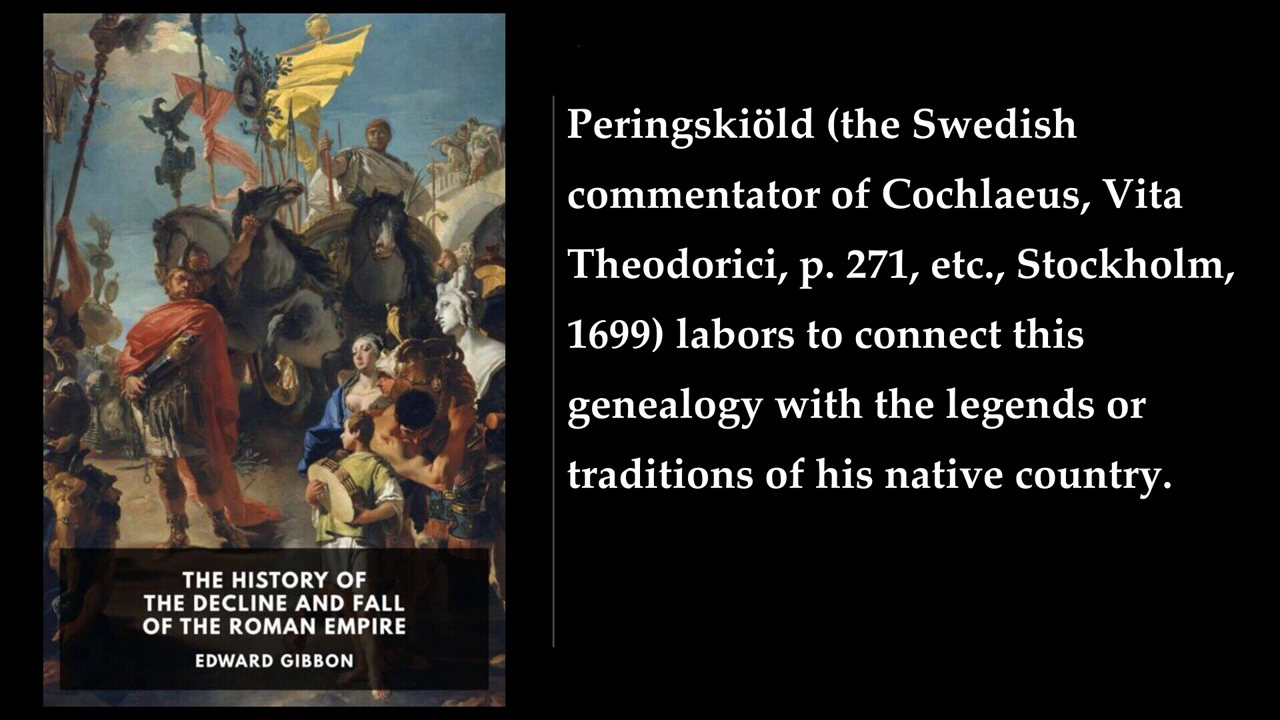 Peringskiöld (the Swedish
commentator of Cochlaeus, Vita
Theodorici, p. 271, etc., Stockholm,
1699) labors to connect this
genealogy with the legends or
traditions of his native country.
THE HISTORY OF
THE DECLINE AND FALL
OF THE ROMAN EMPIRE
EDWARD GIBBON